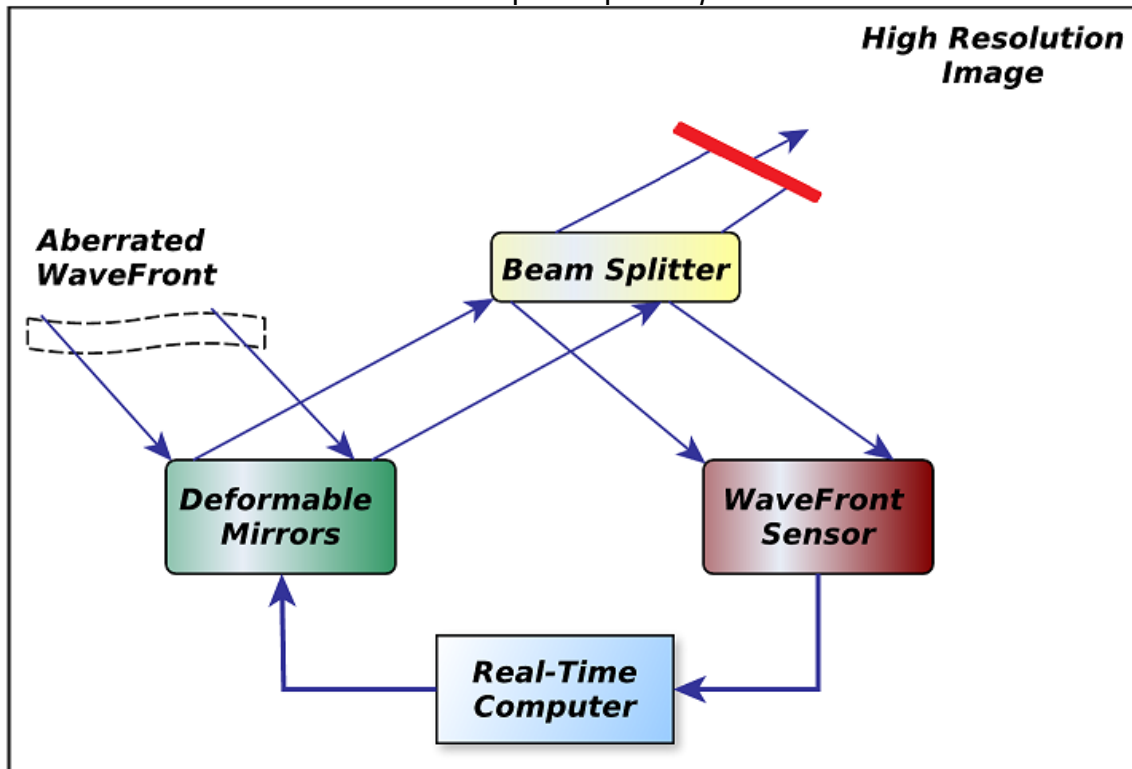 High Resolution
Image
Aberrated
WaveFront
Beam Splitter
Deformable
Mirrors
WaveFront
Sensor
Real-Time
Computer